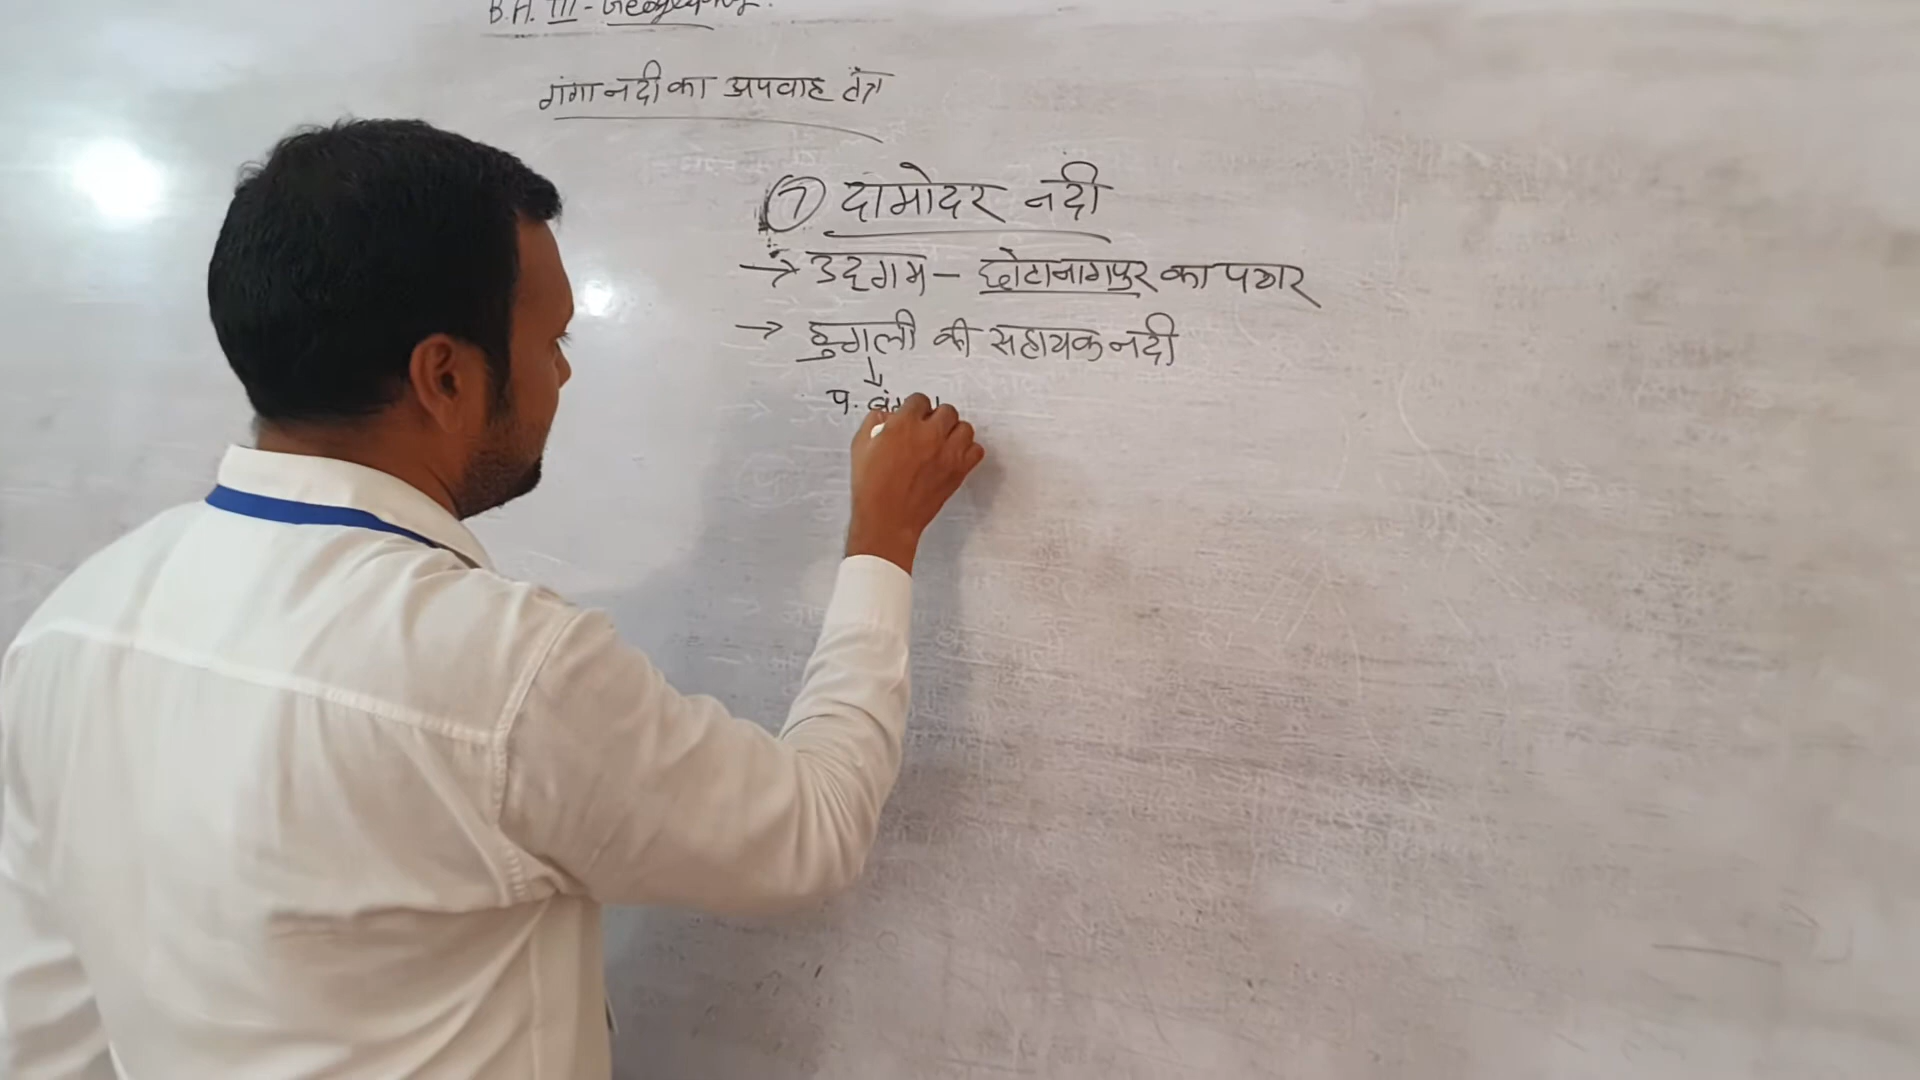 B.A. III - Geography.
गंगा नदी का अपवाह तंत्र
7 दामोदर नदी
→ उद्गम - छोटानागपुर का पठार
→ हुगली की सहायक नदी
↓
प.